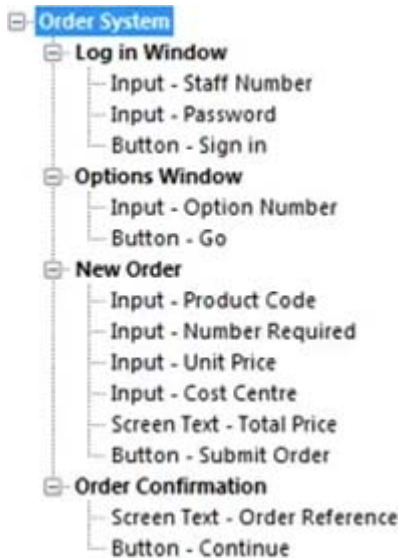 Order System
Log in Window
Input - Staff Number
Input - Password
Button - Sign in
Options Window
Input - Option Number
Button - Go
New Order
Input - Product Code
Input - Number Required
Input - Unit Price
Input - Cost Centre
Screen Text - Total Price
Button - Submit Order
Order Confirmation
Screen Text - Order Reference
Button - Continue